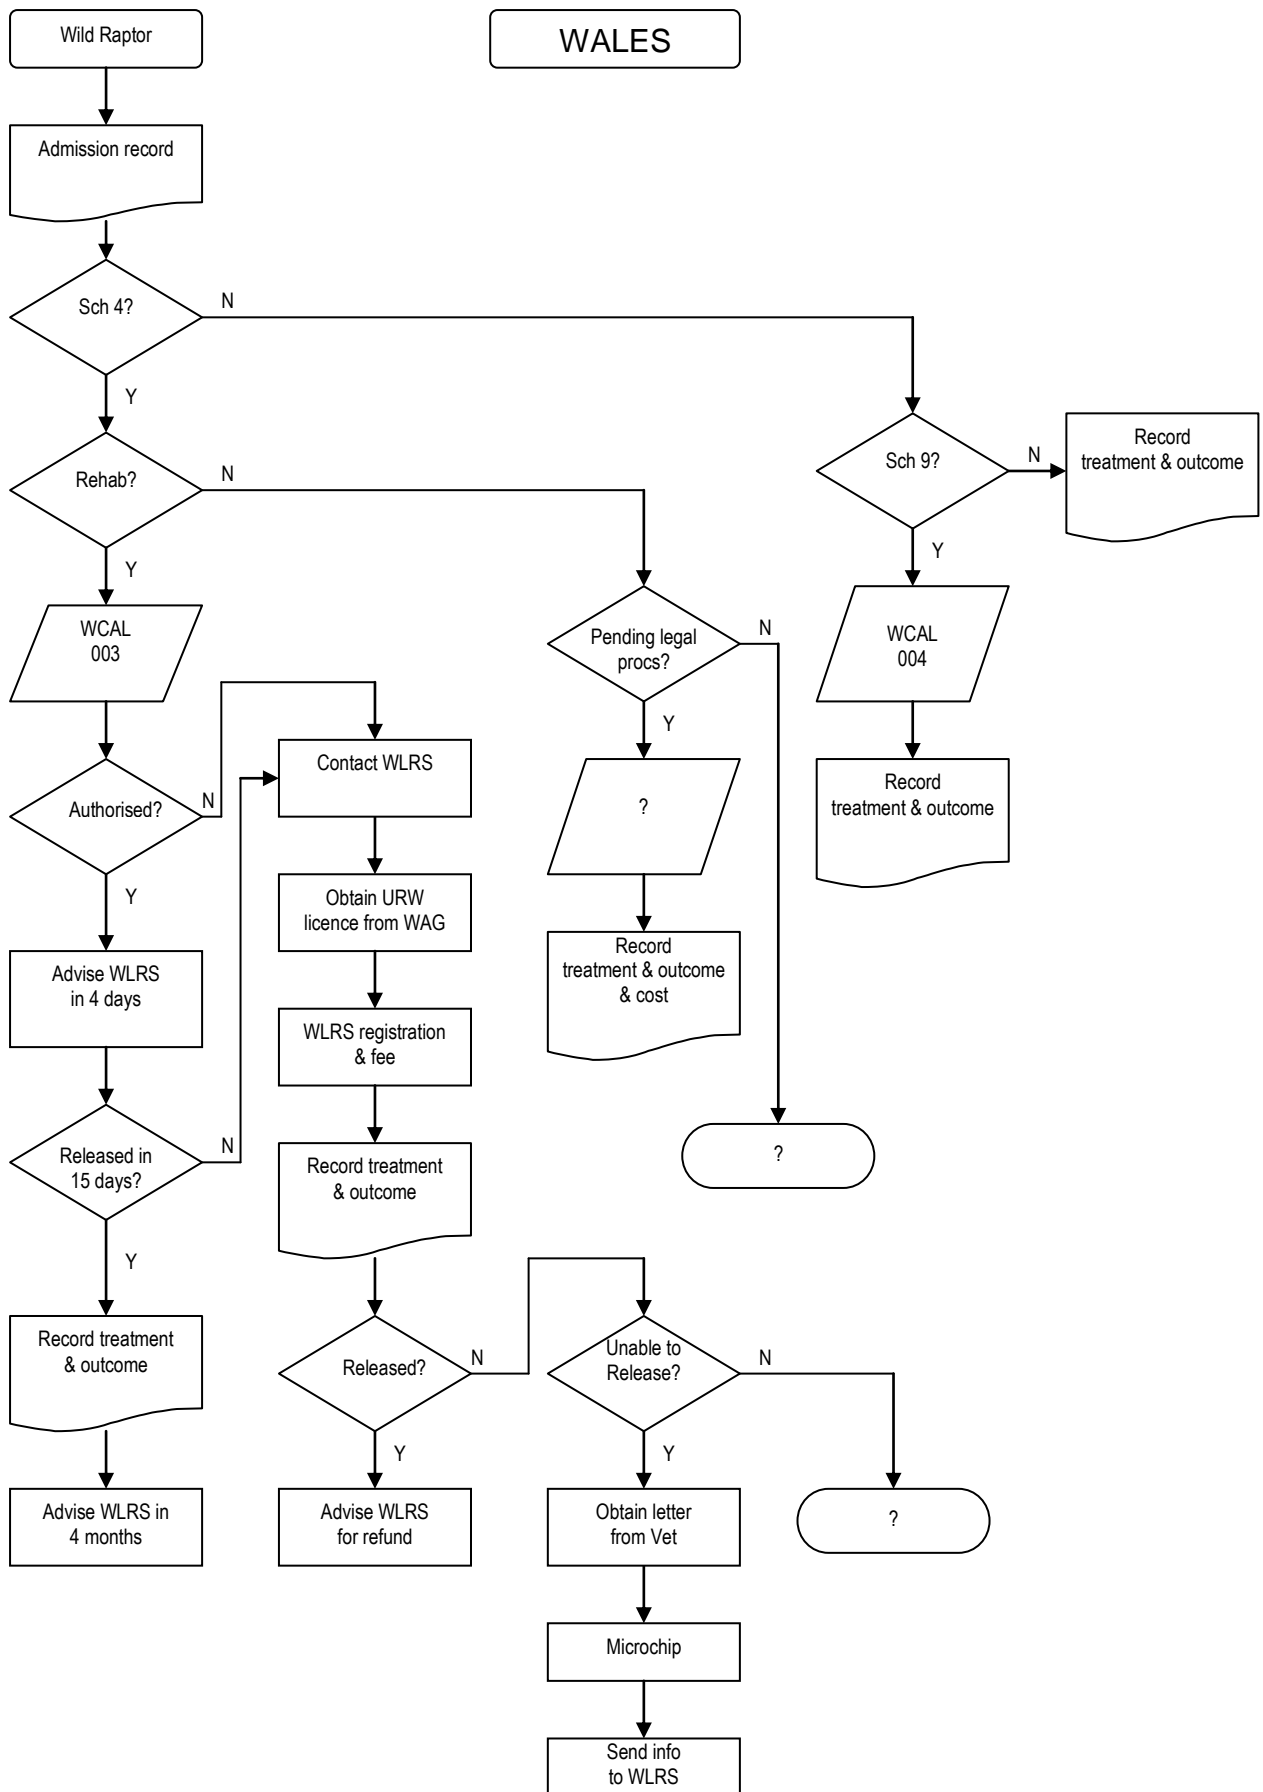 Wild Raptor
WALES
Admission record
Sch 4?
N
Y
Rehab?
N
Sch 9?
N
Record
treatment & outcome
Y
Y
WCAL
003
Pending legal
procs?
N
WCAL
004
Y
Contact WLRS
Authorised?
N
?
Record
treatment & outcome
Y
Obtain URW
licence from WAG
Record
treatment & outcome
& cost
Advise WLRS
in 4 days
WLRS registration
& fee
Released in
15 days?
N
Record treatment
& outcome
?
Y
Record treatment
& outcome
Released?
N
Unable to
Release?
N
Y
Y
Advise WLRS in
4 months
Advise WLRS
for refund
Obtain letter
from Vet
?
Microchip
Send info
to WLRS